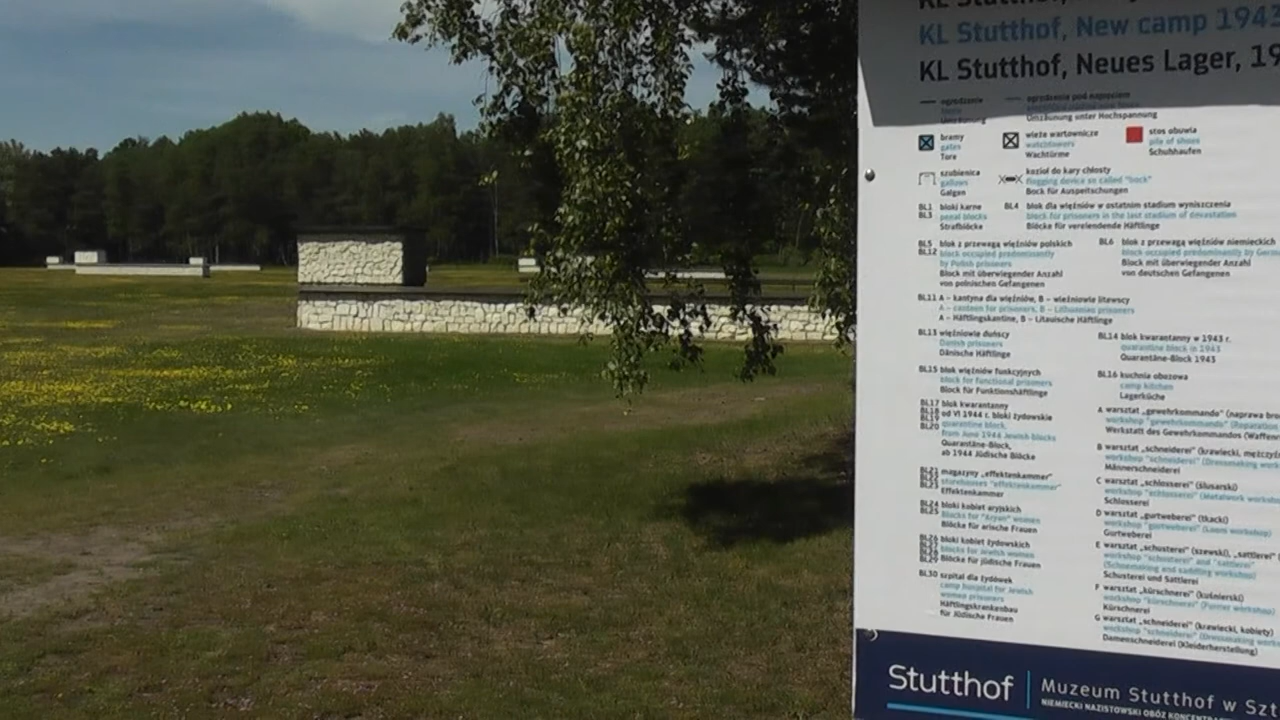 KL Stutthof, New camp 1943
KL Stutthof, Neues Lager, 19
ogrodzenie
ogrodzenie pod napięciem
Umzäunung
Umzäunung unter Hochspannung
bramy
gates
Tore
wieże wartownicze
watchtowers
Wachtürme
stos obuwia
pile of shoes
Schuhhaufen
szubienica
gallows
Galgen
kozioł do kary chłosty
flogging device so called "bock"
Bock für Auspeitschungen
BL1 bloki karne
BL3 penal blocks
Strafblöcke
BL4 blok dla więźniów w ostatnim stadium wyniszczenia
block for prisoners in the last stadium of devastation
Blöcke für verelendende Häftlinge
BL5 blok z przewagą więźniów polskich
BL12 block occupied predominantly
by Polish prisoners
Block mit überwiegender Anzahl
von polnischen Gefangenen
BL6 blok z przewagą więźniów niemieckich
block occupied predominantly by Germ
Block mit überwiegender Anzahl
von deutschen Gefangenen
BL11 A – kantyna dla więźniów, B – więźniowie litewscy
A – canteen for prisoners, B – Lithuanian prisoners
A – Häftlingskantine, B – Litauische Häftlinge
BL13 więźniowie duńscy
Danish prisoners
Dänische Häftlinge
BL14 blok kwarantanny w 1943 r.
quarantine block in 1943
Quarantäne-Block 1943
BL15 blok więźniów funkcyjnych
block for functional prisoners
Block für Funktionshäftlinge
BL16 kuchnia obozowa
camp kitchen
Lagerküche
BL17 blok kwarantanny
BL18 od VI 1944 r. bloki żydowskie
BL19 quarantine block,
BL20 from June 1944 Jewish blocks
Quarantäne-Block,
ab 1944 Jüdische Blöcke
magazyny „effektenkammer"
storehouses "effektenkammer"
Effektenkammer
BL24 bloki kobiet aryjskich
BL25 blocks for "Aryan" women
Blöcke für arische Frauen
BL26 bloki kobiet żydowskich
BL27 blocks for Jewish women
BL28
BL29 Blöcke für jüdische Frauen
BL30 szpital dla żydówek
camp hospital for Jewish
women prisoners
Häftlingskrankenbau
für Jüdische Frauen
A warsztat „gewehrkommando" (naprawa bro
workshop "gewehrkommando" (Reparation
Werkstatt des Gewehrkommandos (Waffen
B warsztat „schneiderei" (krawiecki, mężczyź
workshop "schneiderei" (Dressmaking work
Männerschneiderei
C warsztat „schlosserei" (ślusarski)
workshop "schlosserei" (Metalwork worksho
Schlosserei
D warsztat „gurtweberei" (tkacki)
workshop "gurtweberei" (Loom workshop)
Gurtweberei
E warsztat „schusterei" (szewski), „sattlerei"
workshop "schusterei" and "sattlerei"
(Shoemaking and saddling workshop)
Schusterei und Sattlerei
F warsztat „kürschnerei" (kuśnierski)
workshop "kürschnerei" (Furrier workshop)
Kürschnerei
G warsztat „schneiderei" (krawiecki, kobiety)
workshop "schneiderei" (Dressmaking works
Damenschneiderei (Kleiderherstellung)
Stutthof
Muzeum Stutthof w Szt
NIEMIECKI NAZISTOWSKI OBÓZ KONCENT